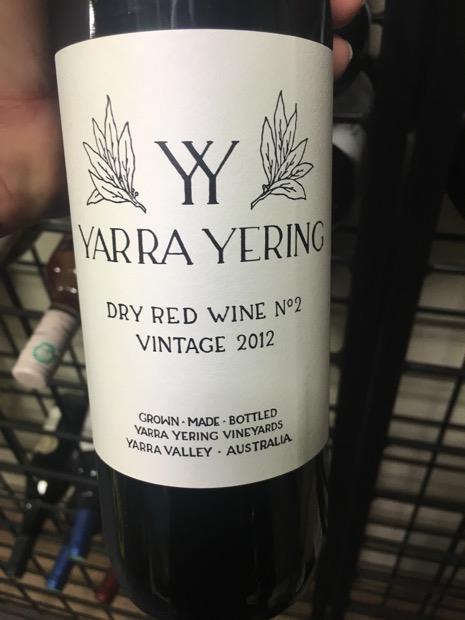 YY
YARRA YERING
DRY RED WINE Nº2
VINTAGE 2012
GROWN · MADE · BOTTLED
YARRA YERING VINEYARDS
YARRA VALLEY · AUSTRALIA